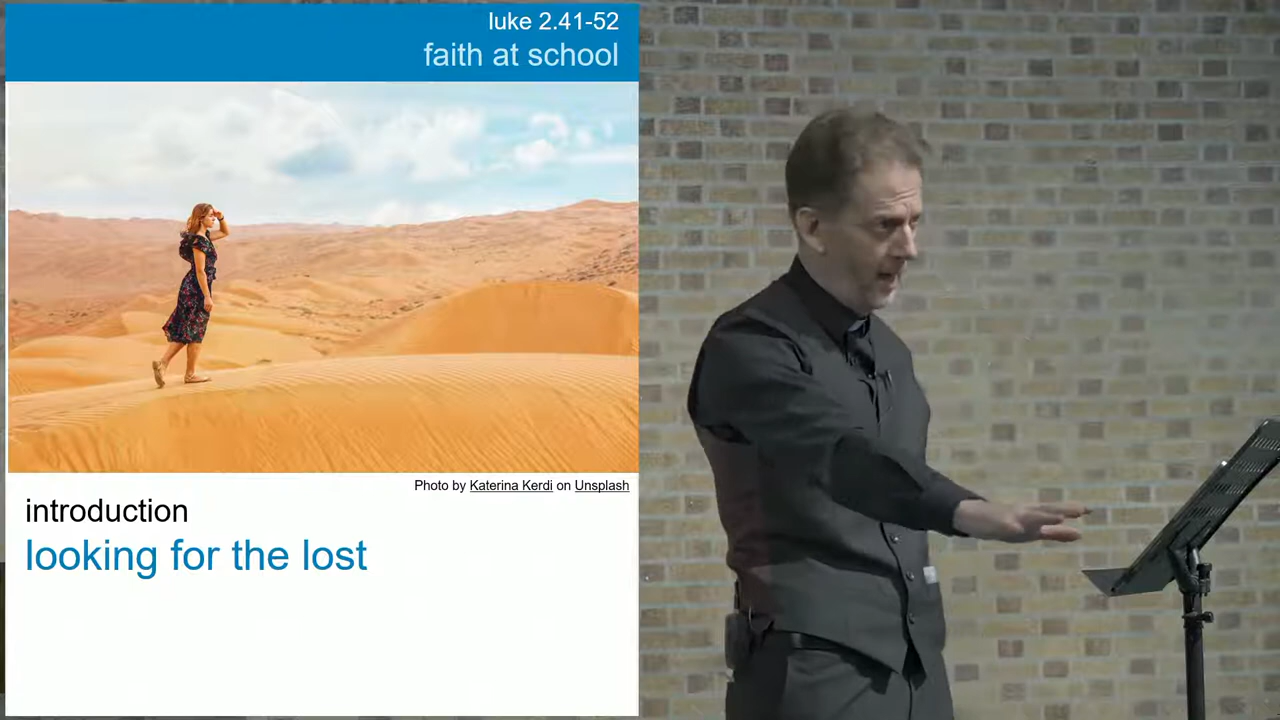 luke 2.41-52
faith at school
Photo by Katerina Kerdi on Unsplash
introduction
looking for the lost